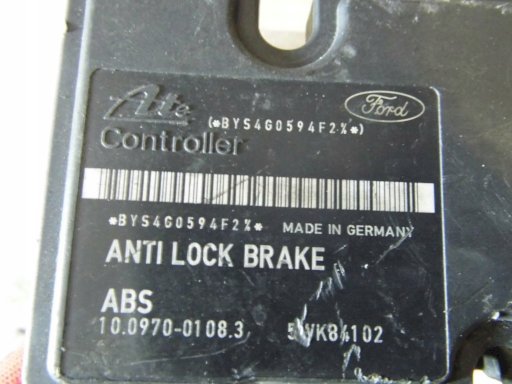 Ate
(*BYS4G0594F2%*)
Ford
Controller
*BYS4G0594F2%* MADE IN GERMANY
ANTI LOCK BRAKE
ABS
10.0970-0108.3 5WK84102